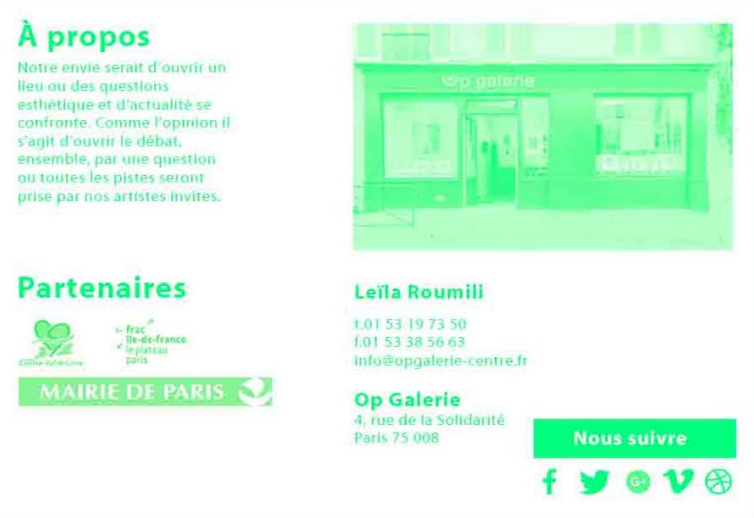 À propos
Notre envie serait d'ouvrir un
lieu ou des questions
esthétique et d'actualité se
confronte. Comme l'opinion il
s'agit d'ouvrir le débat,
ensemble, par une question
ou toutes les pistes seront
prise par nos artistes invites.
op galerie
Partenaires
frac
île-de-france
le plateau
paris
MAIRIE DE PARIS
Leïla Roumili
t.01 53 19 73 50
f.01 53 38 56 63
info@opgalerie-centre.fr
Op Galerie
4, rue de la Solidarité
Paris 75 008
Nous suivre
G+